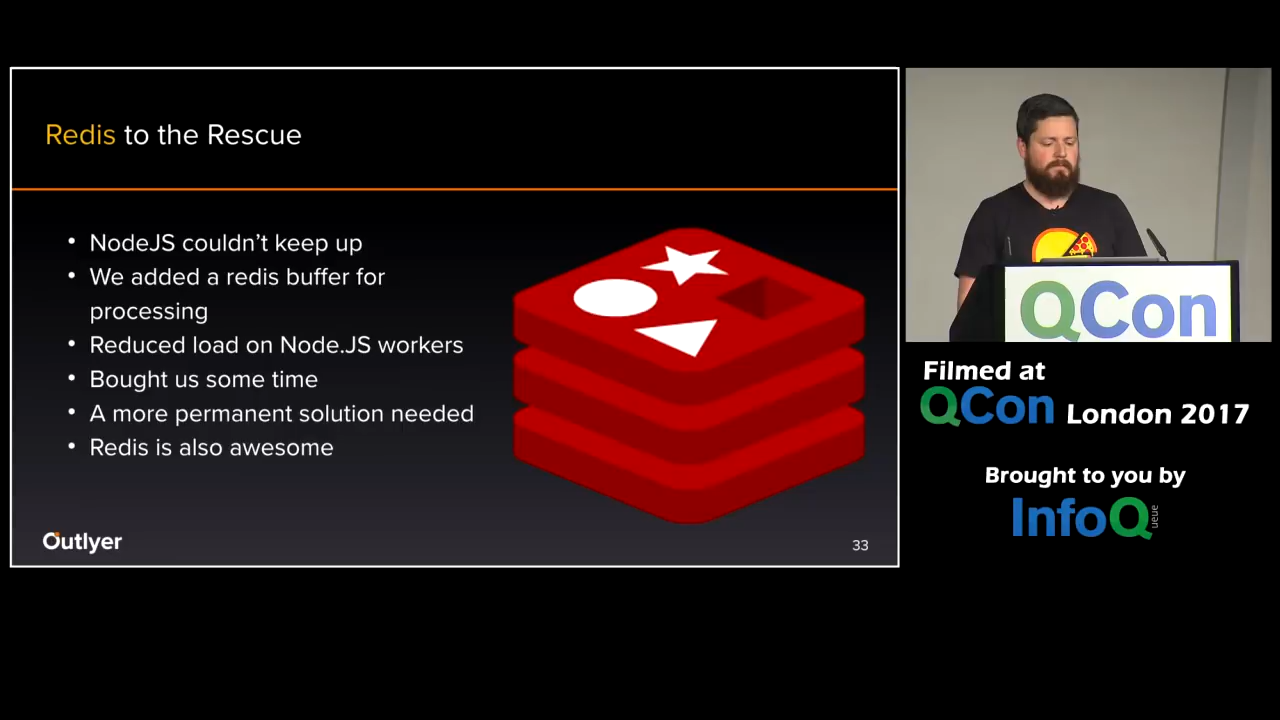 Redis to the Rescue
• NodeJS couldn’t keep up
• We added a redis buffer for
processing
• Reduced load on Node.JS workers
• Bought us some time
• A more permanent solution needed
• Redis is also awesome
Outlyer
33
QCon
Filmed at
QCon London 2017
Brought to you by
InfoQueue